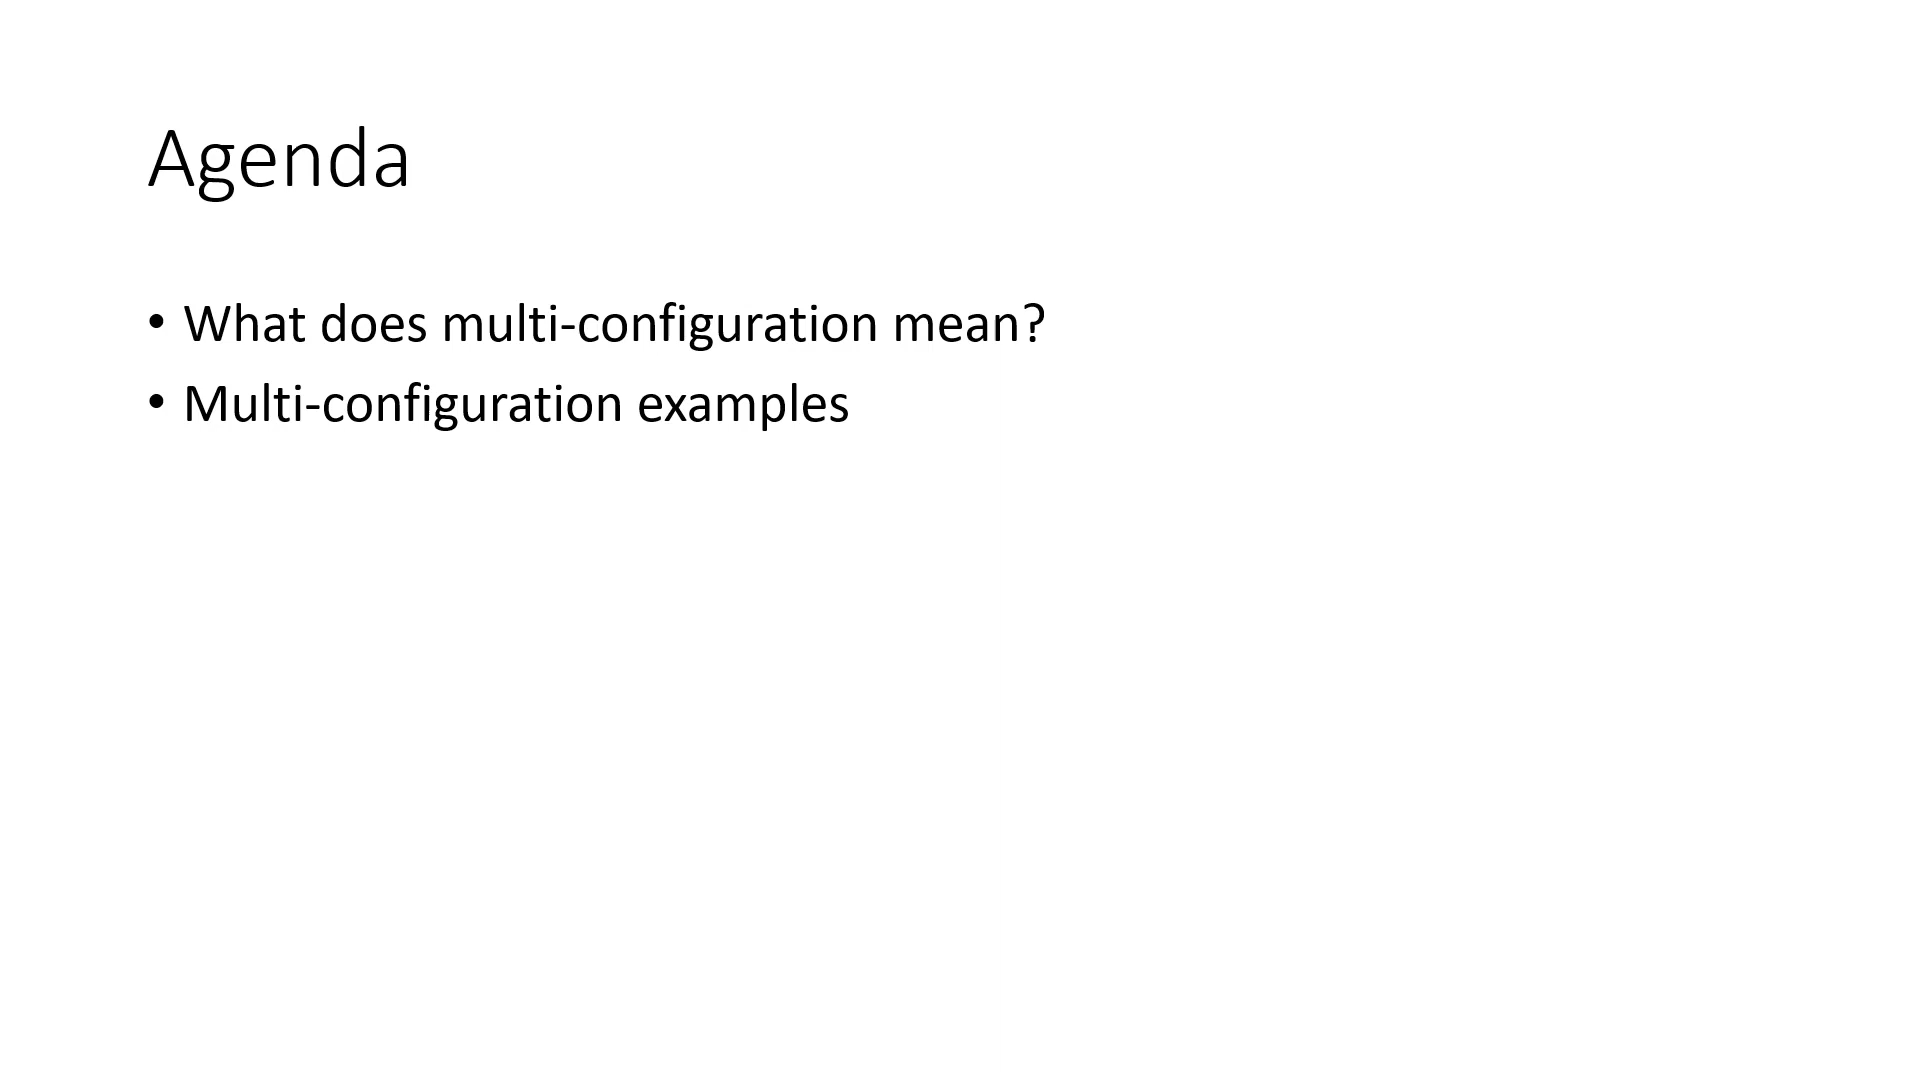 Agenda
• What does multi-configuration mean?
• Multi-configuration examples